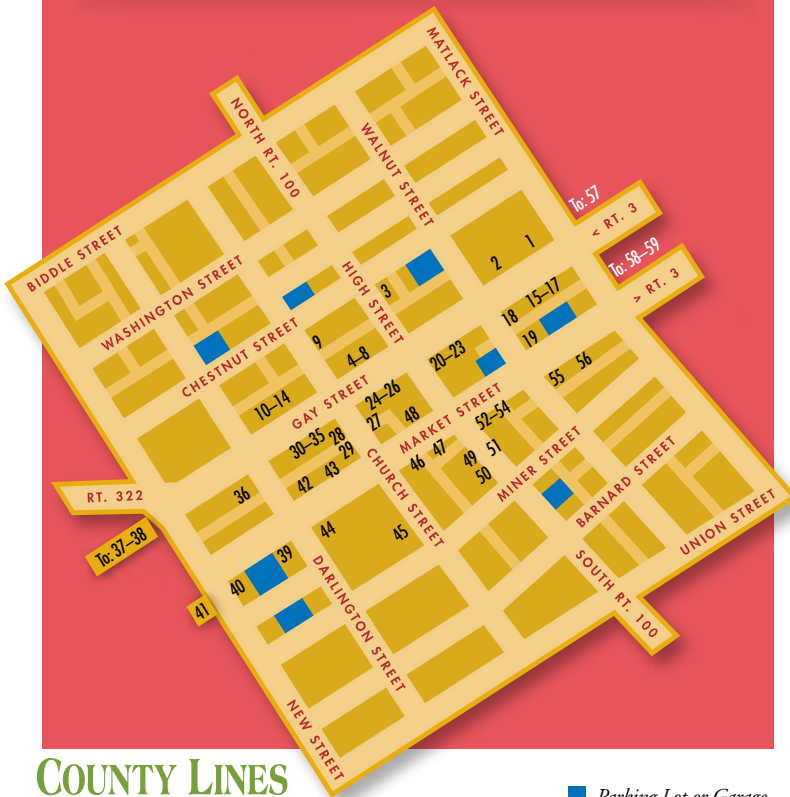 MATLACK STREET
NORTH RT. 100
WALNUT STREET
To: 57
< RT. 3
BIDDLE STREET
To: 58–59
> RT. 3
WASHINGTON STREET
HIGH STREET
1
2
3
15–17
18
19
CHESTNUT STREET
9
4–8
20–23
55
56
GAY STREET
10–14
24–26
27
48
MARKET STREET
52–54
30–35
28
29
43
42
46
47
49
50
51
MINER STREET
CHURCH STREET
36
RT. 322
To: 37–38
44
45
BARNARD STREET
UNION STREET
39
40
41
DARLINGTON STREET
SOUTH RT. 100
NEW STREET
COUNTY LINES
Parking Lot or Garage